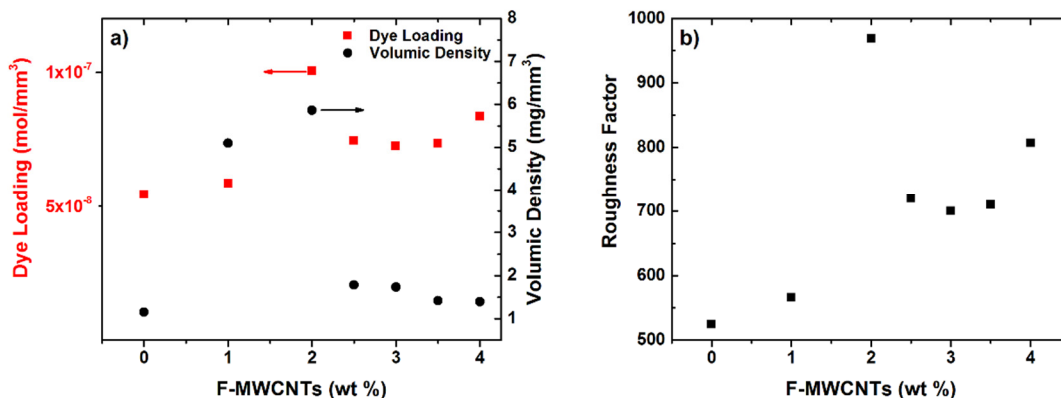 a)
Dye Loading
Volumic Density
Dye Loading (mol/mm³)
1x10⁻⁷
5x10⁻⁸
8
7
6
5
4
3
2
1
Volumic Density (mg/mm³)
0 1 2 3 4
F-MWCNTs (wt %)
b)
Roughness Factor
1000
900
800
700
600
500
0 1 2 3 4
F-MWCNTs (wt %)